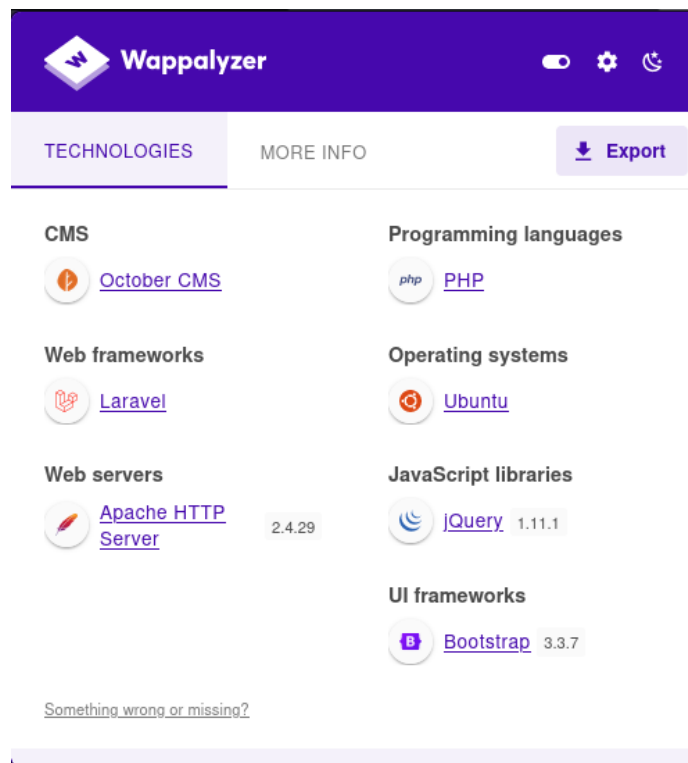 Wappalyzer
TECHNOLOGIES
MORE INFO
Export
CMS
October CMS
Web frameworks
Laravel
Web servers
Apache HTTP
Server
2.4.29
Programming languages
php
PHP
Operating systems
Ubuntu
JavaScript libraries
jQuery 1.11.1
UI frameworks
B
Bootstrap 3.3.7
Something wrong or missing?